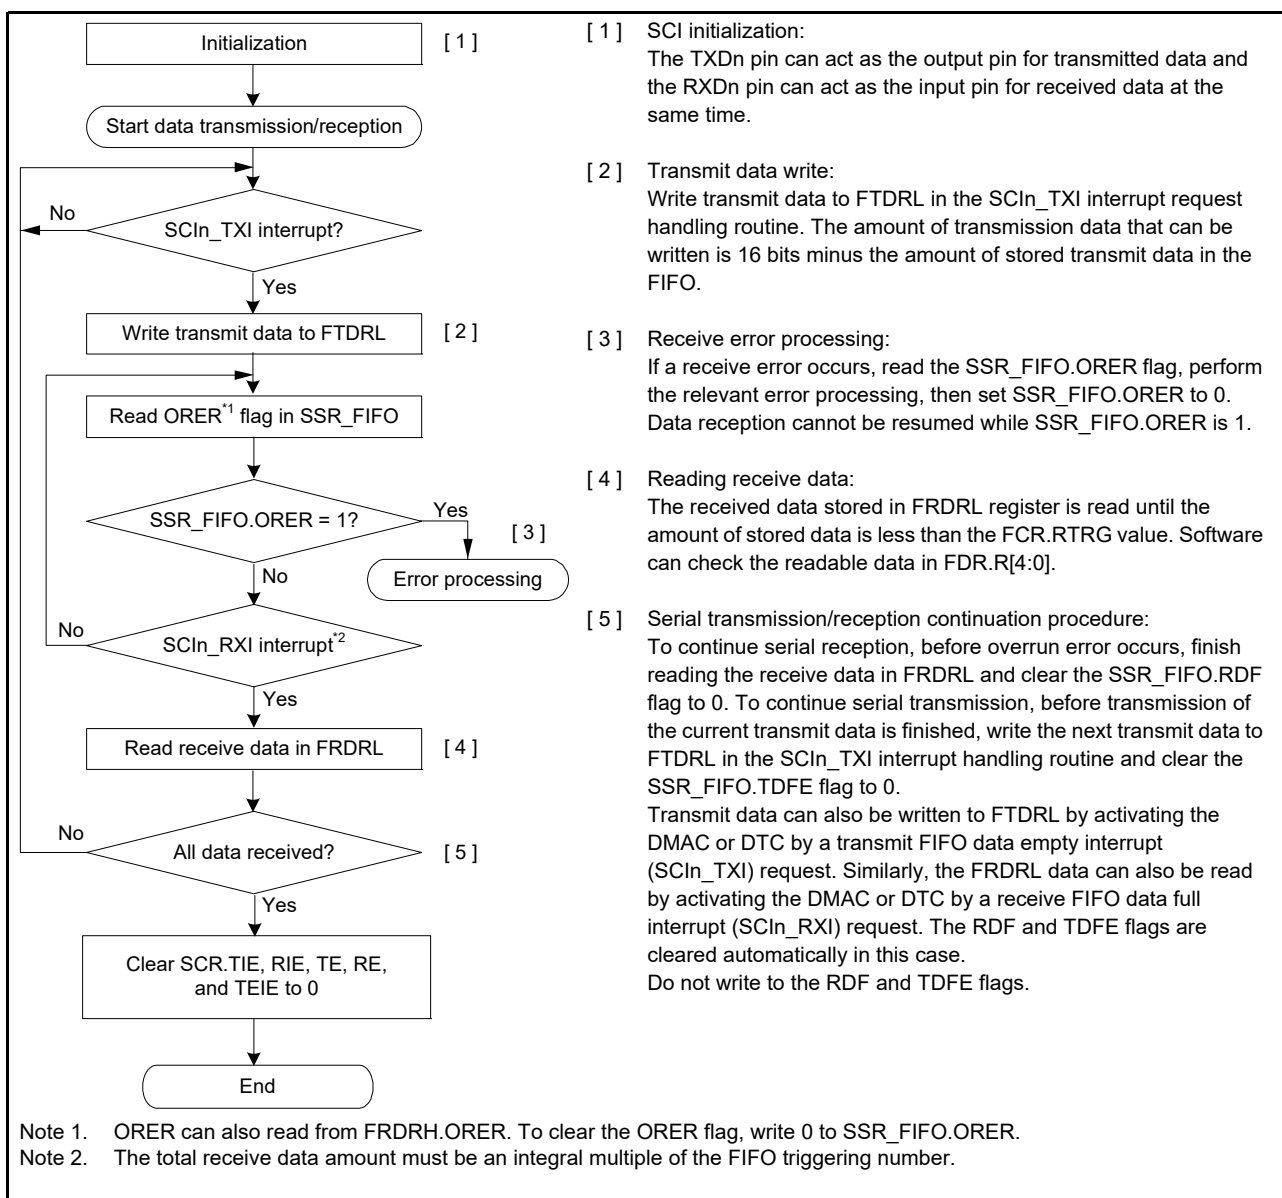 Initialization
[ 1 ]
Start data transmission/reception
No
SCIn_TXI interrupt?
Yes
Write transmit data to FTDRL
[ 2 ]
Read ORER*1 flag in SSR_FIFO
SSR_FIFO.ORER = 1?
Yes
[ 3 ]
Error processing
No
No
SCIn_RXI interrupt*2
Yes
Read receive data in FRDRL
[ 4 ]
No
All data received?
[ 5 ]
Yes
Clear SCR.TIE, RIE, TE, RE,
and TEIE to 0
End
[ 1 ] SCI initialization:
The TXDn pin can act as the output pin for transmitted data and
the RXDn pin can act as the input pin for received data at the
same time.
[ 2 ] Transmit data write:
Write transmit data to FTDRL in the SCIn_TXI interrupt request
handling routine. The amount of transmission data that can be
written is 16 bits minus the amount of stored transmit data in the
FIFO.
[ 3 ] Receive error processing:
If a receive error occurs, read the SSR_FIFO.ORER flag, perform
the relevant error processing, then set SSR_FIFO.ORER to 0.
Data reception cannot be resumed while SSR_FIFO.ORER is 1.
[ 4 ] Reading receive data:
The received data stored in FRDRL register is read until the
amount of stored data is less than the FCR.RTRG value. Software
can check the readable data in FDR.R[4:0].
[ 5 ] Serial transmission/reception continuation procedure:
To continue serial reception, before overrun error occurs, finish
reading the receive data in FRDRL and clear the SSR_FIFO.RDF
flag to 0. To continue serial transmission, before transmission of
the current transmit data is finished, write the next transmit data to
FTDRL in the SCIn_TXI interrupt handling routine and clear the
SSR_FIFO.TDFE flag to 0.
Transmit data can also be written to FTDRL by activating the
DMAC or DTC by a transmit FIFO data empty interrupt
(SCIn_TXI) request. Similarly, the FRDRL data can also be read
by activating the DMAC or DTC by a receive FIFO data full
interrupt (SCIn_RXI) request. The RDF and TDFE flags are
cleared automatically in this case.
Do not write to the RDF and TDFE flags.
Note 1. ORER can also read from FRDRH.ORER. To clear the ORER flag, write 0 to SSR_FIFO.ORER.
Note 2. The total receive data amount must be an integral multiple of the FIFO triggering number.